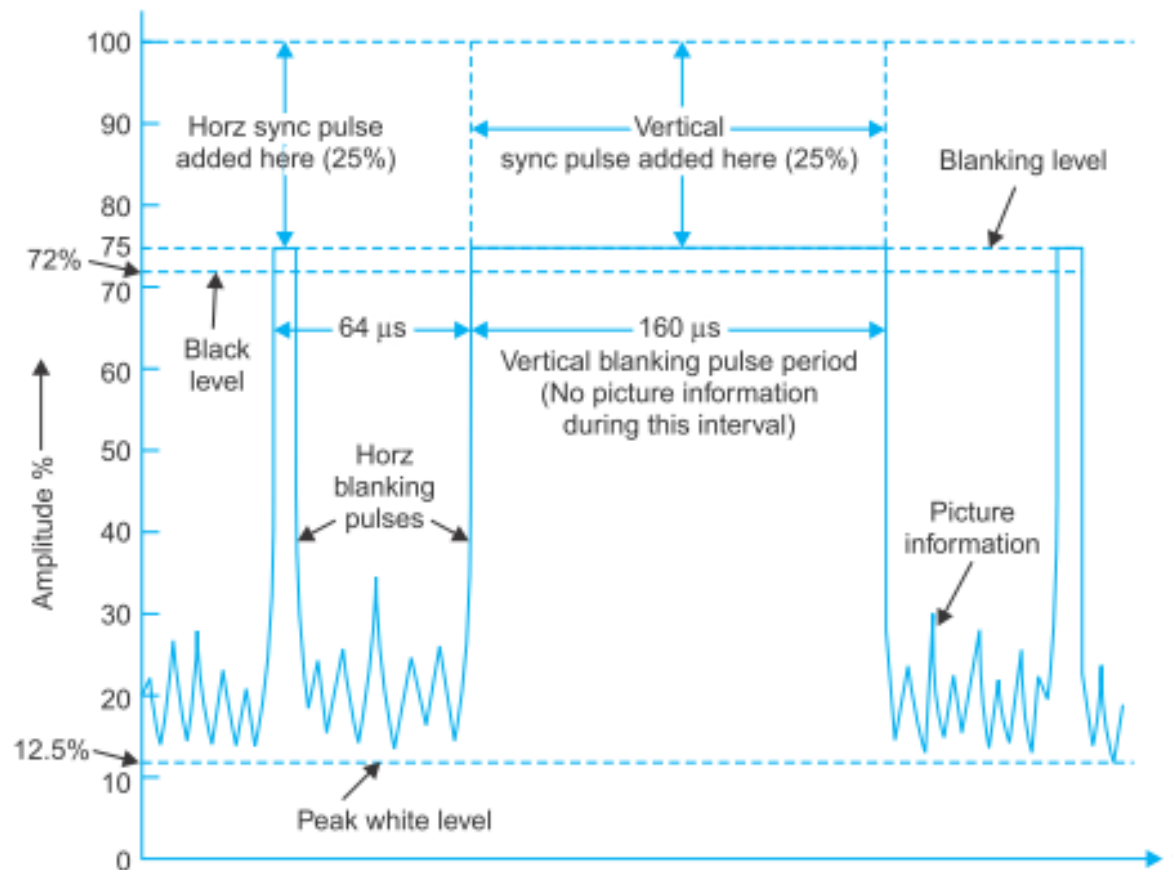 100
90
80
75
72%
70
60
50
40
30
20
12.5%
10
0
Amplitude %
Horz sync pulse
added here (25%)
Vertical
sync pulse added here (25%)
Blanking level
Black
level
64 µs
160 µs
Vertical blanking pulse period
(No picture information
during this interval)
Horz
blanking
pulses
Picture
information
Peak white level